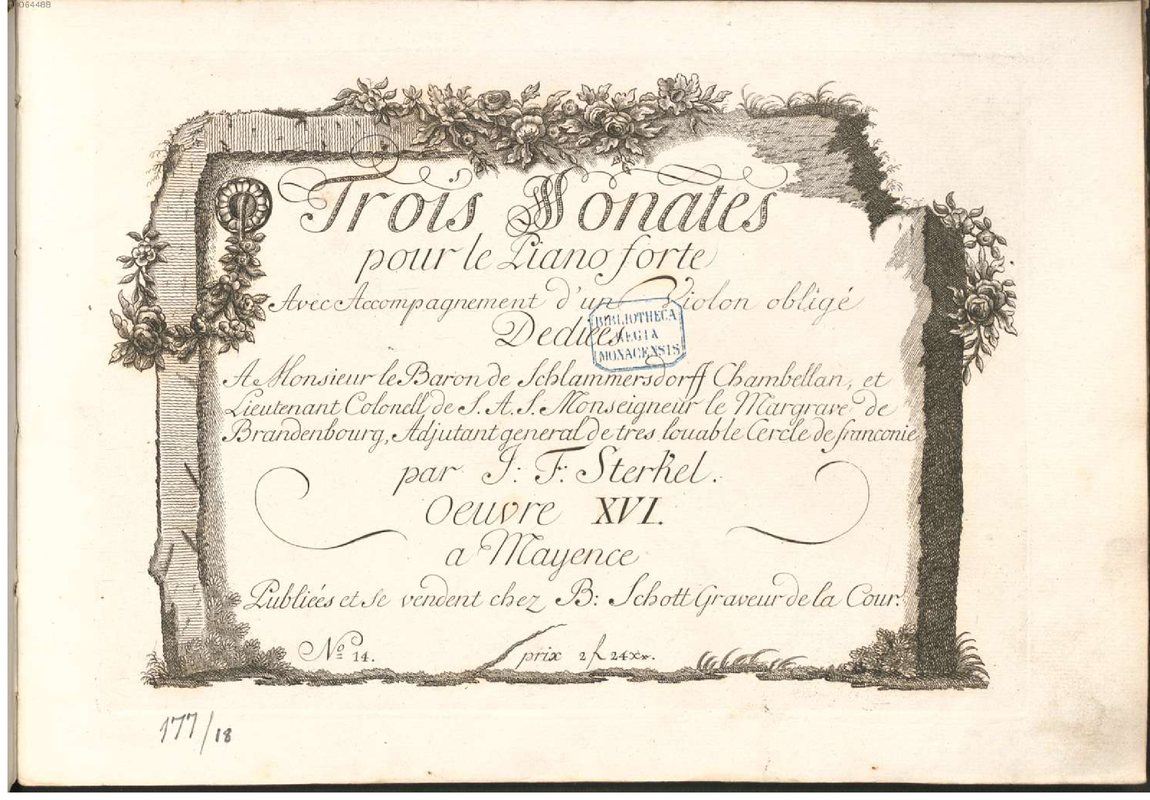 064488
Trois Sonates
pour le Piano forte
Avec Accompagnement d'un Violon obligé
Dediées
BIBLIOTHECA
REGIA
MONACENSIS
A Monsieur le Baron de Schlammersdorff Chambellan, et
Lieutenant Colonell de S. A. S. Monseigneur le Margrave de
Brandenbourg, Adjutant general de tres louable Cercle de franconie
par J. F. Sterkel.
Oeuvre XVI.
a Mayence
Publiées et se vendent chez B: Schott Graveur de la Cour.
No 14. prix 2 f 24 xr.
177/18